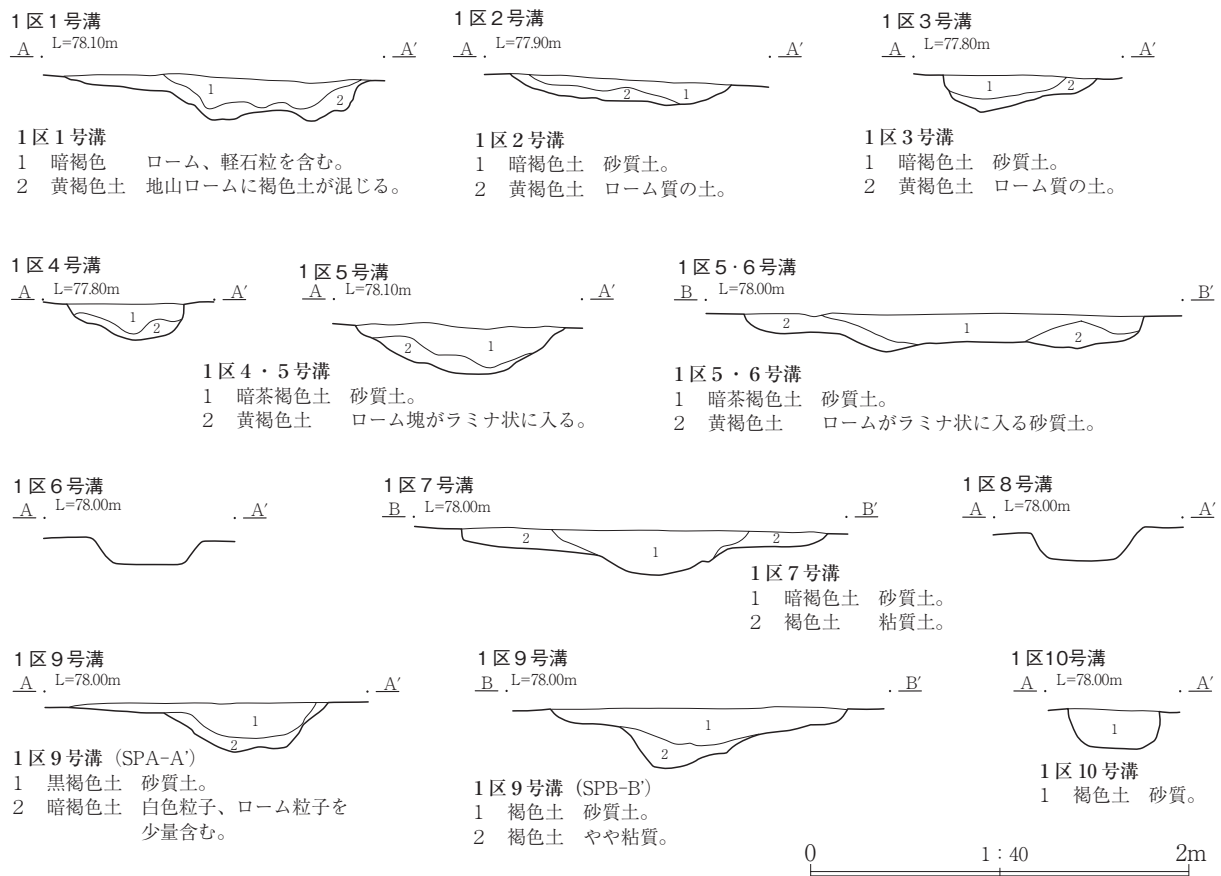 1区1号溝
A . L=78.10m . A′
1
2
1区1号溝
1 暗褐色 ローム、軽石粒を含む。
2 黄褐色土 地山ロームに褐色土が混じる。
1区2号溝
A . L=77.90m . A′
2
1
1区2号溝
1 暗褐色土 砂質土。
2 黄褐色土 ローム質の土。
1区3号溝
A . L=77.80m . A′
1
2
1区3号溝
1 暗褐色土 砂質土。
2 黄褐色土 ローム質の土。
1区4号溝
A . L=77.80m . A′
1
2
1区5号溝
A . L=78.10m . A′
2
1
1区4・5号溝
1 暗茶褐色土 砂質土。
2 黄褐色土 ローム塊がラミナ状に入る。
1区5・6号溝
B . L=78.00m . B′
2
1
2
1区5・6号溝
1 暗茶褐色土 砂質土。
2 黄褐色土 ロームがラミナ状に入る砂質土。
1区6号溝
A . L=78.00m . A′
1区7号溝
B . L=78.00m . B′
2
1
2
1区7号溝
1 暗褐色土 砂質土。
2 褐色土 粘質土。
1区8号溝
A . L=78.00m . A′
1区9号溝
A . L=78.00m . A′
1
2
1区9号溝 (SPA-A’)
1 黒褐色土 砂質土。
2 暗褐色土 白色粒子、ローム粒子を
少量含む。
1区9号溝
B . L=78.00m . B′
1
2
1区9号溝 (SPB-B’)
1 褐色土 砂質土。
2 褐色土 やや粘質。
1区10号溝
A . L=78.00m . A′
1
1区10号溝
1 褐色土 砂質。
0 1:40 2m